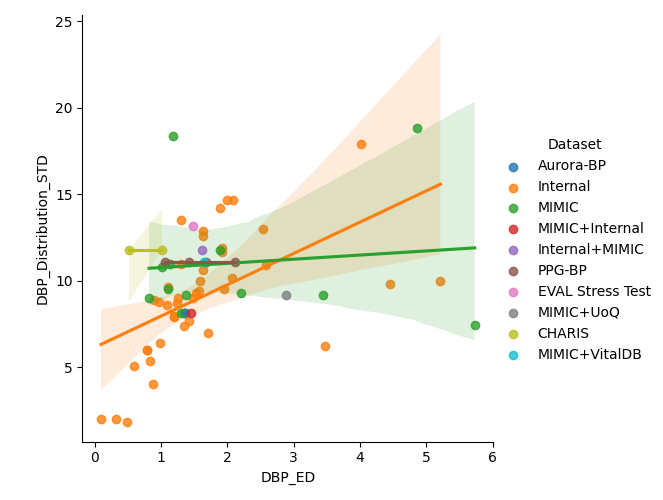 25
20
15
10
5
DBP_Distribution_STD
0
1
2
3
4
5
6
DBP_ED
Dataset
Aurora-BP
Internal
MIMIC
MIMIC+Internal
Internal+MIMIC
PPG-BP
EVAL Stress Test
MIMIC+UoQ
CHARIS
MIMIC+VitalDB